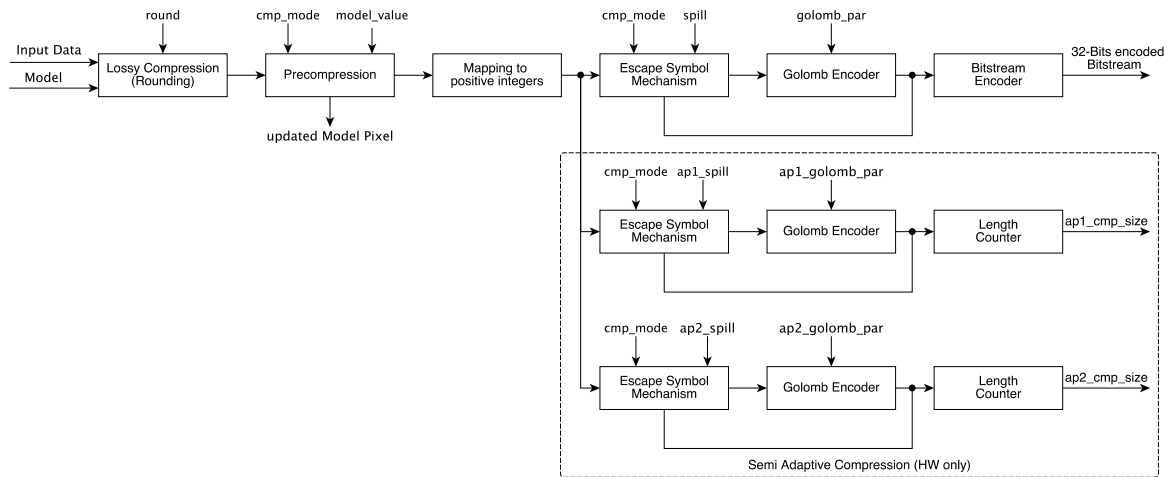 round
cmp_mode
model_value
cmp_mode
spill
golomb_par
Input Data
Model
Lossy Compression
(Rounding)
Precompression
Mapping to
positive integers
Escape Symbol
Mechanism
Golomb Encoder
Bitstream
Encoder
32-Bits encoded
Bitstream
updated Model Pixel
cmp_mode
ap1_spill
ap1_golomb_par
Escape Symbol
Mechanism
Golomb Encoder
Length
Counter
ap1_cmp_size
cmp_mode
ap2_spill
ap2_golomb_par
Escape Symbol
Mechanism
Golomb Encoder
Length
Counter
ap2_cmp_size
Semi Adaptive Compression (HW only)